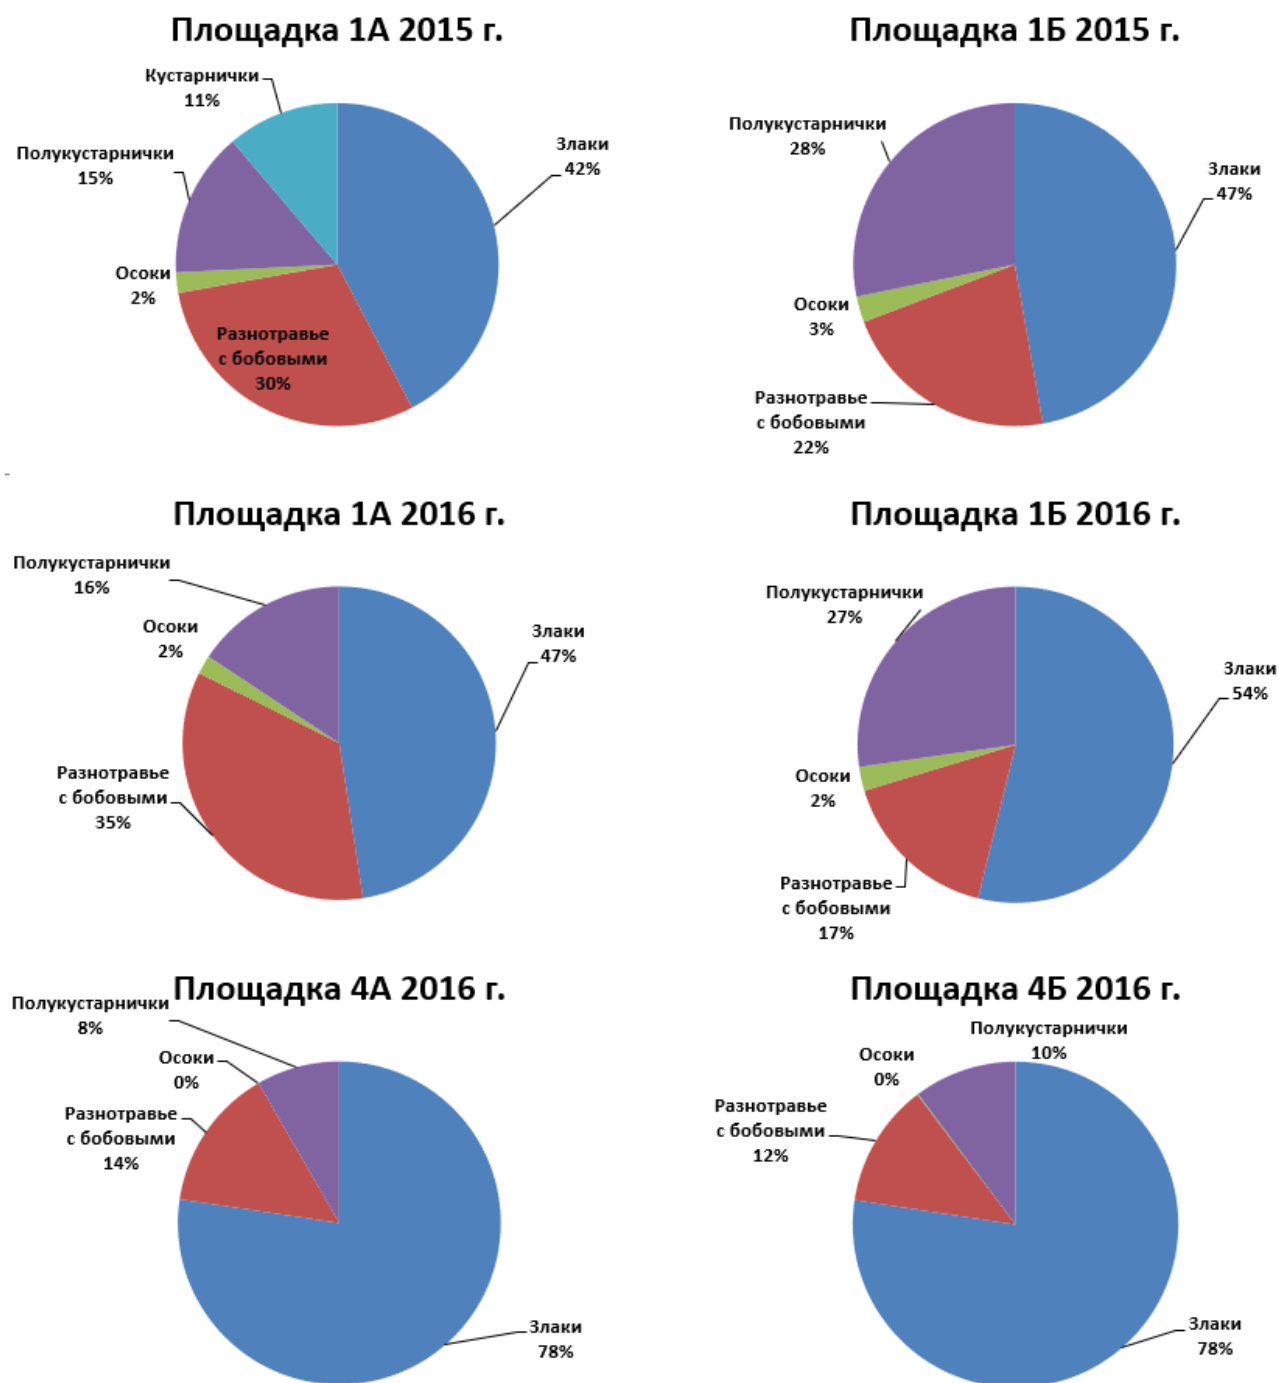 Площадка 1А 2015 г.
Кустарнички
11%
Полукустарнички
15%
Злаки
42%
Осоки
2%
Разнотравье
с бобовыми
30%
Площадка 1Б 2015 г.
Полукустарнички
28%
Злаки
47%
Осоки
3%
Разнотравье
с бобовыми
22%
Площадка 1А 2016 г.
Полукустарнички
16%
Осоки
2%
Злаки
47%
Разнотравье
с бобовыми
35%
Площадка 1Б 2016 г.
Полукустарнички
27%
Злаки
54%
Осоки
2%
Разнотравье
с бобовыми
17%
Площадка 4А 2016 г.
Полукустарнички
8%
Осоки
0%
Разнотравье
с бобовыми
14%
Злаки
78%
Площадка 4Б 2016 г.
Полукустарнички
10%
Осоки
0%
Разнотравье
с бобовыми
12%
Злаки
78%